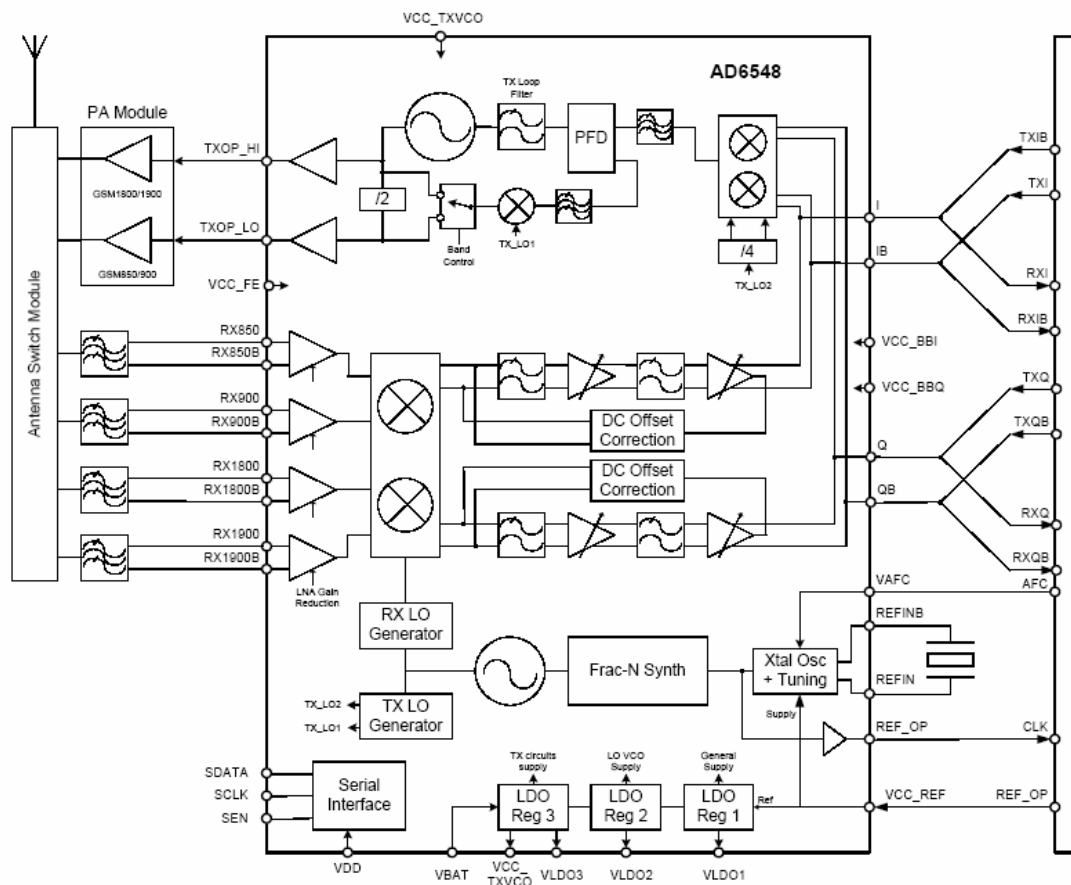 VCC_TXVCO
AD6548
TX Loop
Filter
PA Module
PFD
TXIB
TXOP_HI
GSM1800/1900
/2
TXI
I
TXOP_LO
TX_LO1
Band
Control
/4
IB
GSM850/900
TX_LO2
VCC_FE
RXI
RXIB
Antenna Switch Module
RX850
RX850B
VCC_BBI
VCC_BBQ
TXQ
RX900
RX900B
DC Offset
Correction
TXQB
Q
RX1800
RX1800B
DC Offset
Correction
QB
RXQ
RX1900
RX1900B
RXQB
LNA Gain
Reduction
VAFC
AFC
RX LO
Generator
REFINB
Xtal Osc
+ Tuning
Frac-N Synth
REFIN
TX_LO2
TX_LO1
TX LO
Generator
Supply
REF_OP
CLK
SDATA
SCLK
SEN
Serial
Interface
TX circuits
supply
LO VCO
Supply
General
Supply
LDO
Reg 3
LDO
Reg 2
LDO
Reg 1
Ref
VCC_REF
REF_OP
VDD
VBAT
VCC_
TXVCO
VLDO3
VLDO2
VLDO1